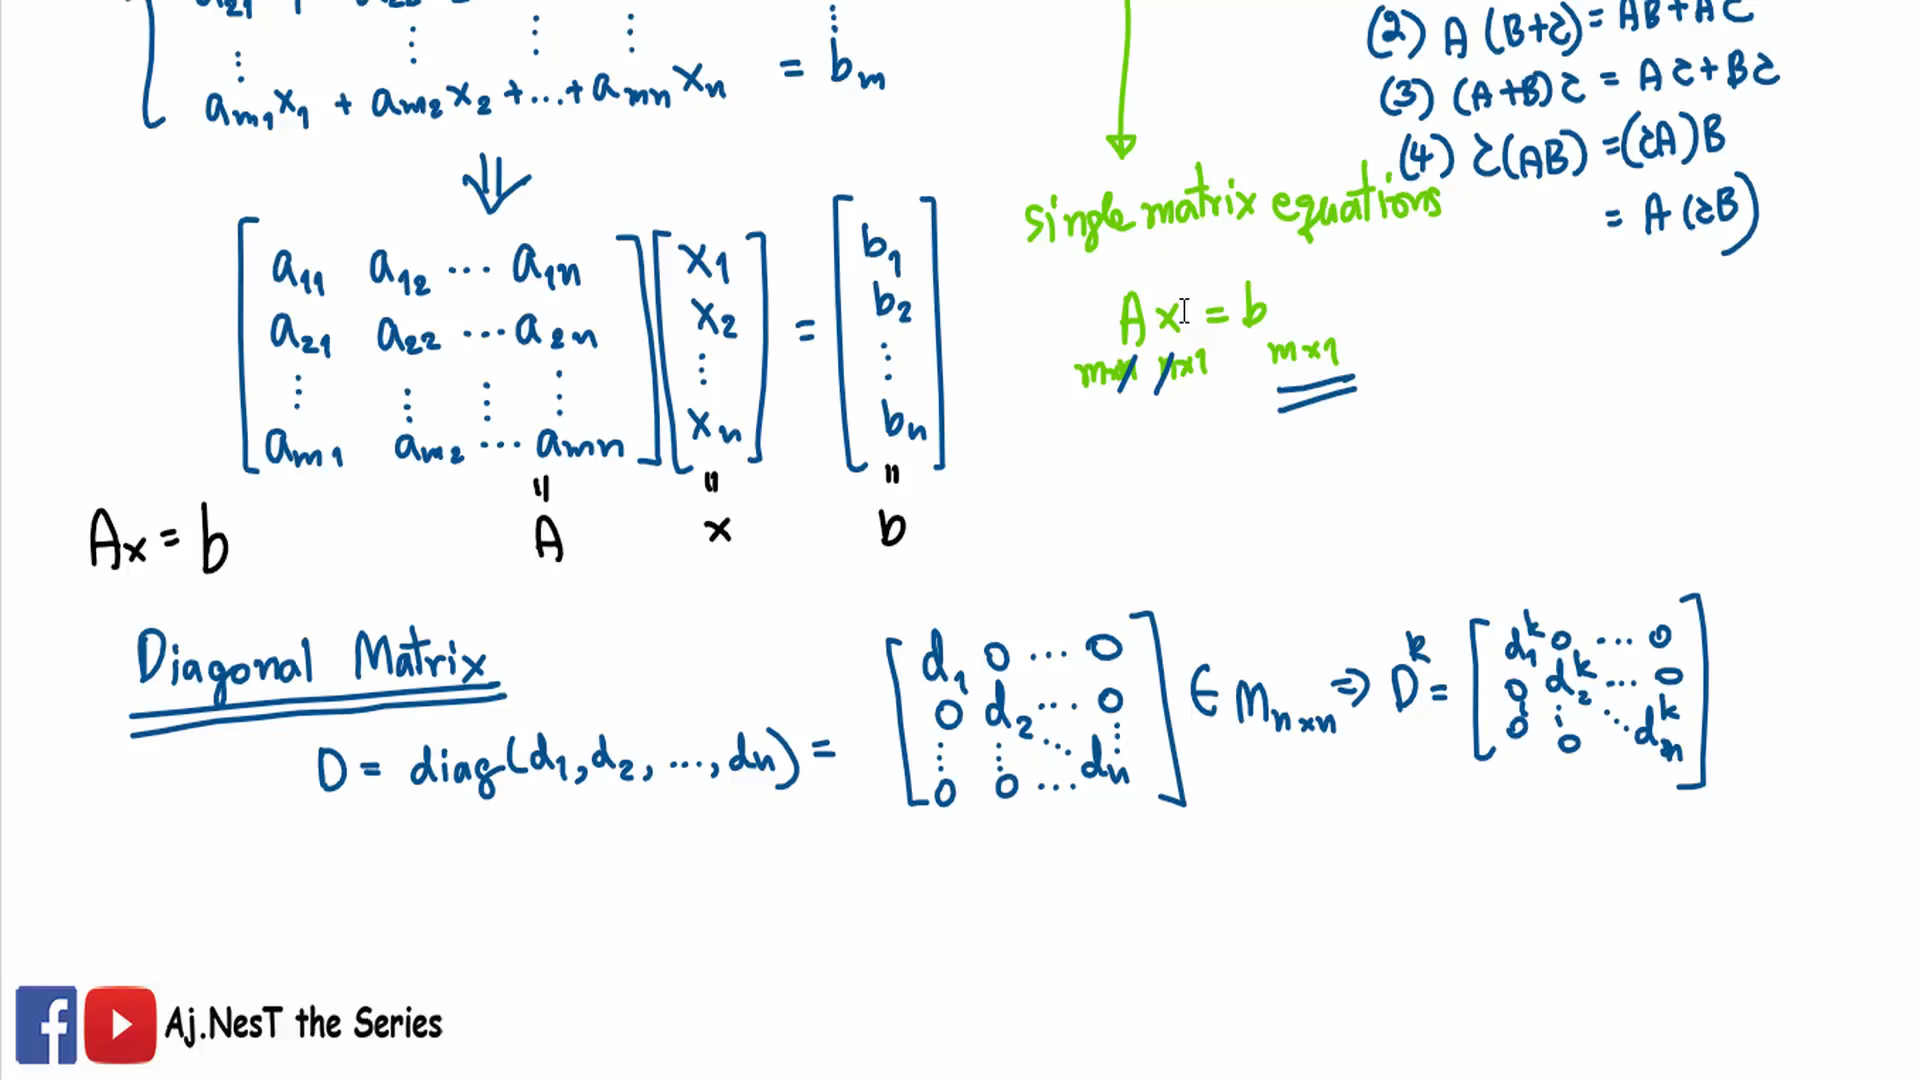 a21
⋮ ⋮ ⋮ ⋮ ⋮
am1x1 + am2x2 + ... + amnxn = bm
⇓
[a11 a12 ... a1n] [x1] = [b1]
[a21 a22 ... a2n] [x2] [b2]
[⋮ ⋮ ⋮ ⋮] [⋮] [⋮]
[am1 am2 ... amn] [xn] [bn]
= = =
A x b
Ax = b
(2) A(B+C) = AB+AC
(3) (A+B)C = AC+BC
(4) c(AB) = (cA)B
= A(cB)
single matrix equations
Ax = b
m×n n×1 m×1
Diagonal Matrix
D = diag(d1, d2, ..., dn) = [d1 0 ... 0; 0 d2 ... 0; ⋮ ⋮ ⋱ ⋮; 0 0 ... dn] ∈ Mn×n ⇒ D^k = [d1^k 0 ... 0; 0 d2^k ... 0; ⋮ ⋮ ⋱; 0 0 dn^k]
Aj.NesT the Series